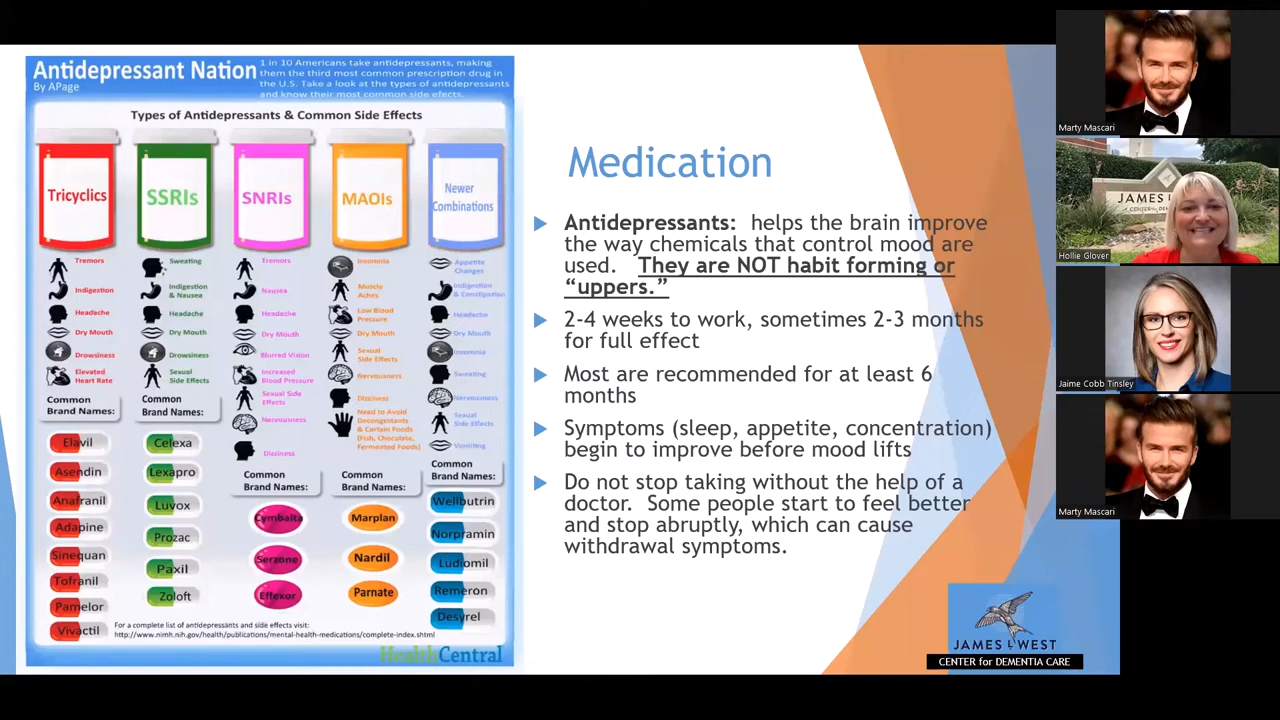 Antidepressant Nation
By APage
1 in 10 Americans take antidepressants, making
them the third most common prescription drug in
the U.S. Take a look at the types of antidepressants
and know their most common side efects.
Types of Antidepressants & Common Side Effects
Tricyclics
Tremors
Indigestion
Headache
Dry Mouth
Drowsiness
Elevated
Heart Rate
Common
Brand Names:
Elavil
Asendin
Anafranil
Adapine
Sinequan
Tofranil
Pamelor
Vivactil
SSRIs
Sweating
Indigestion
& Nausea
Headache
Dry Mouth
Drowsiness
Sexual
Side Effects
Common
Brand Names:
Celexa
Lexapro
Luvox
Prozac
Paxil
Zoloft
SNRIs
Tremors
Nausea
Headache
Dry Mouth
Blurred Vision
Increased
Blood Pressure
Sexual Side
Effects
Nervousness
Dizziness
Common
Brand Names:
Cymbalta
Serzone
Effexor
MAOIs
Insomnia
Muscle
Aches
Low Blood
Pressure
Dry Mouth
Sexual
Side Effects
Nervousness
Dizziness
Need to Avoid
Decongestants
& Certain Foods
(Fish, Chocolate,
Fermented Foods)
Common
Brand Names:
Marplan
Nardil
Parnate
Newer
Combinations
Appetite
Changes
Indigestion
& Constipation
Headache
Dry Mouth
Insomnia
Sweating
Nervousness
Sexual
Side Effects
Vomiting
Common
Brand Names:
Wellbutrin
Norpramin
Ludiomil
Remeron
Desyrel
For a complete list of antidepressants and side effects visit:
http://www.nimh.nih.gov/health/publications/mental-health-medications/complete-index.shtml
HealthCentral
Medication
Antidepressants: helps the brain improve
the way chemicals that control mood are
used. They are NOT habit forming or
“uppers.”
2-4 weeks to work, sometimes 2-3 months
for full effect
Most are recommended for at least 6
months
Symptoms (sleep, appetite, concentration)
begin to improve before mood lifts
Do not stop taking without the help of a
doctor. Some people start to feel better
and stop abruptly, which can cause
withdrawal symptoms.
JAMES L WEST
CENTER for DEMENTIA CARE
Marty Mascari
JAMES
Hollie Glover
Jaime Cobb Tinsley
Marty Mascari